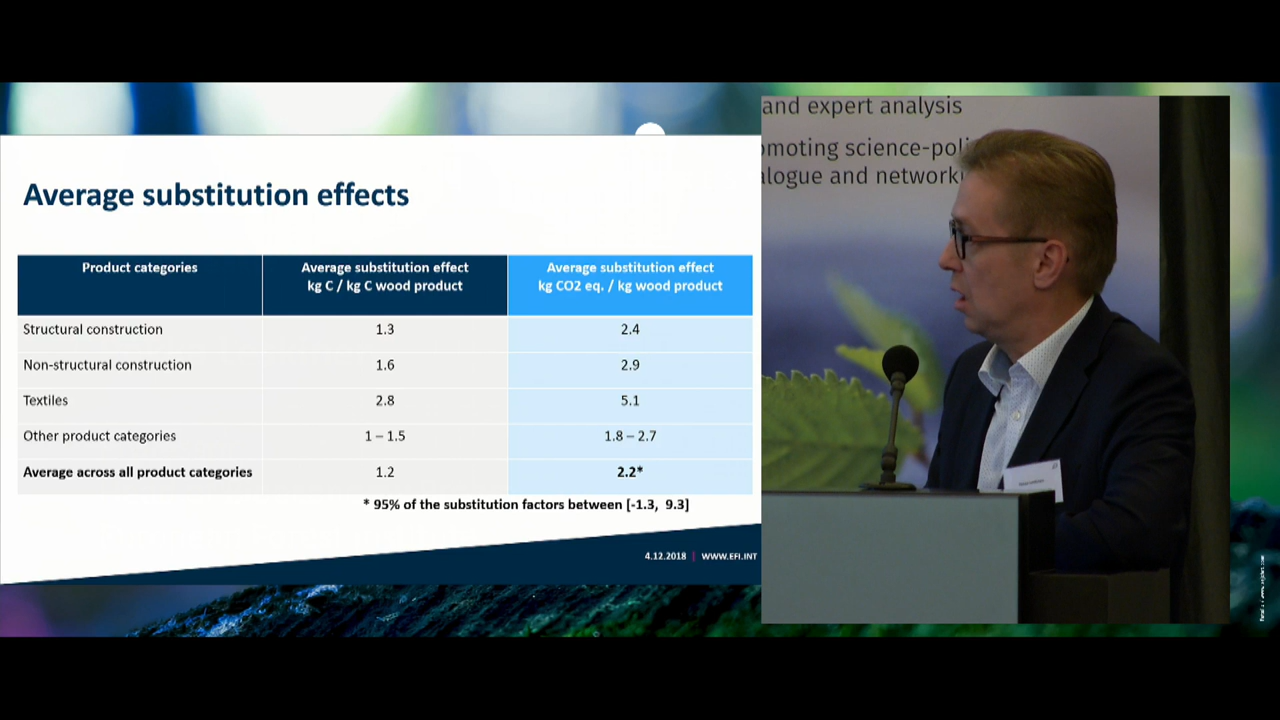 and expert analysis
omoting science-poli
alogue and networki
Average substitution effects
Product categories
Average substitution effect
kg C / kg C wood product
Average substitution effect
kg CO2 eq. / kg wood product
Structural construction 1.3 2.4
Non-structural construction 1.6 2.9
Textiles 2.8 5.1
Other product categories 1 – 1.5 1.8 – 2.7
Average across all product categories 1.2 2.2*
* 95% of the substitution factors between [-1.3, 9.3]
4.12.2018 | WWW.EFI.INT